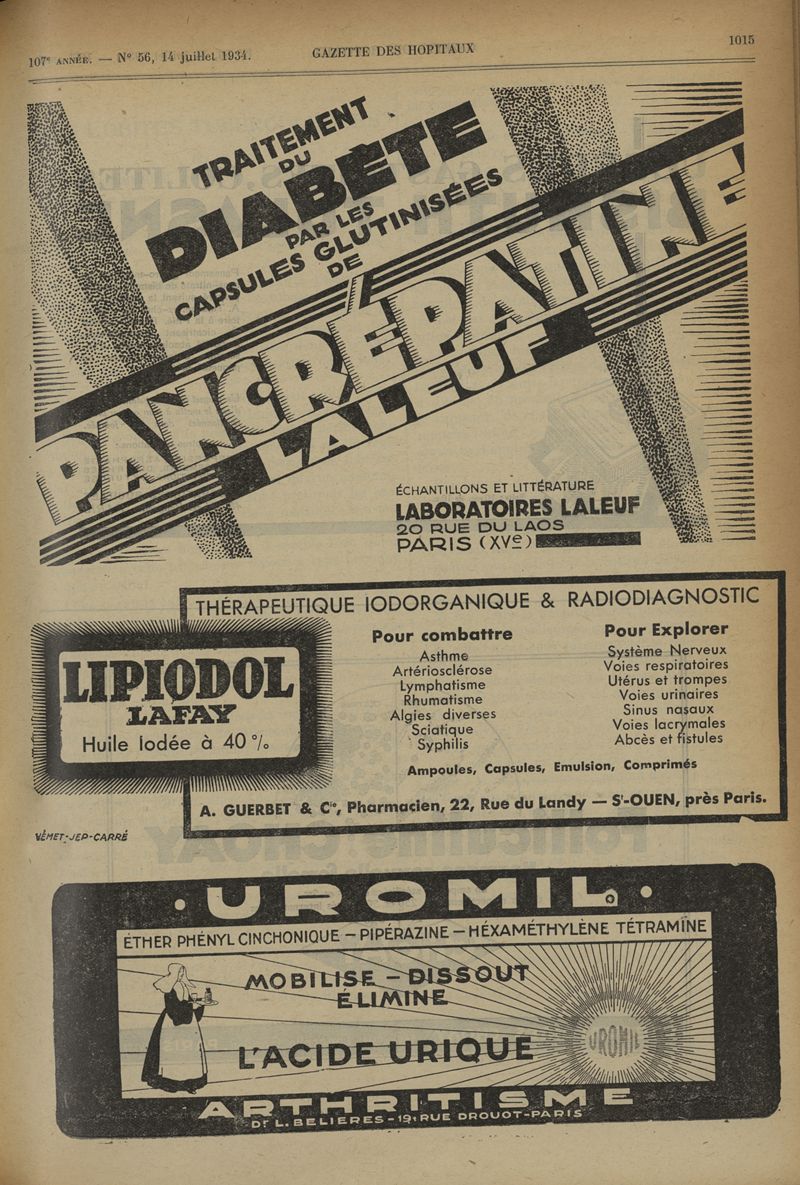 107e ANNÉE. — N° 56, 14 juillet 1934.
GAZETTE DES HOPITAUX
1015
TRAITEMENT
DU
DIABÈTE
PAR LES
CAPSULES GLUTINISÉES
DE
PANCRÉPATINE
LALEUF
ÉCHANTILLONS ET LITTÉRATURE
LABORATOIRES LALEUF
20 RUE DU LAOS
PARIS (XVe)
THÉRAPEUTIQUE IODORGANIQUE & RADIODIAGNOSTIC
LIPIODOL
LAFAY
Huile Iodée à 40 %
Pour combattre
Asthme
Artériosclérose
Lymphatisme
Rhumatisme
Algies diverses
Sciatique
Syphilis
Pour Explorer
Système Nerveux
Voies respiratoires
Utérus et trompes
Voies urinaires
Sinus nasaux
Voies lacrymales
Abcès et fistules
Ampoules, Capsules, Emulsion, Comprimés
A. GUERBET & Cie, Pharmacien, 22, Rue du Landy — St-OUEN, près Paris.
VÉMET-JEP-CARRÉ
·UROMIL·
ÉTHER PHÉNYL CINCHONIQUE – PIPÉRAZINE – HÉXAMÉTHYLÈNE TÉTRAMINE
MOBILISE – DISSOUT
ÉLIMINE
L'ACIDE URIQUE
UROMIL
ARTHRITISME
Dr L. BELIERES - 19, RUE DROUOT - PARIS